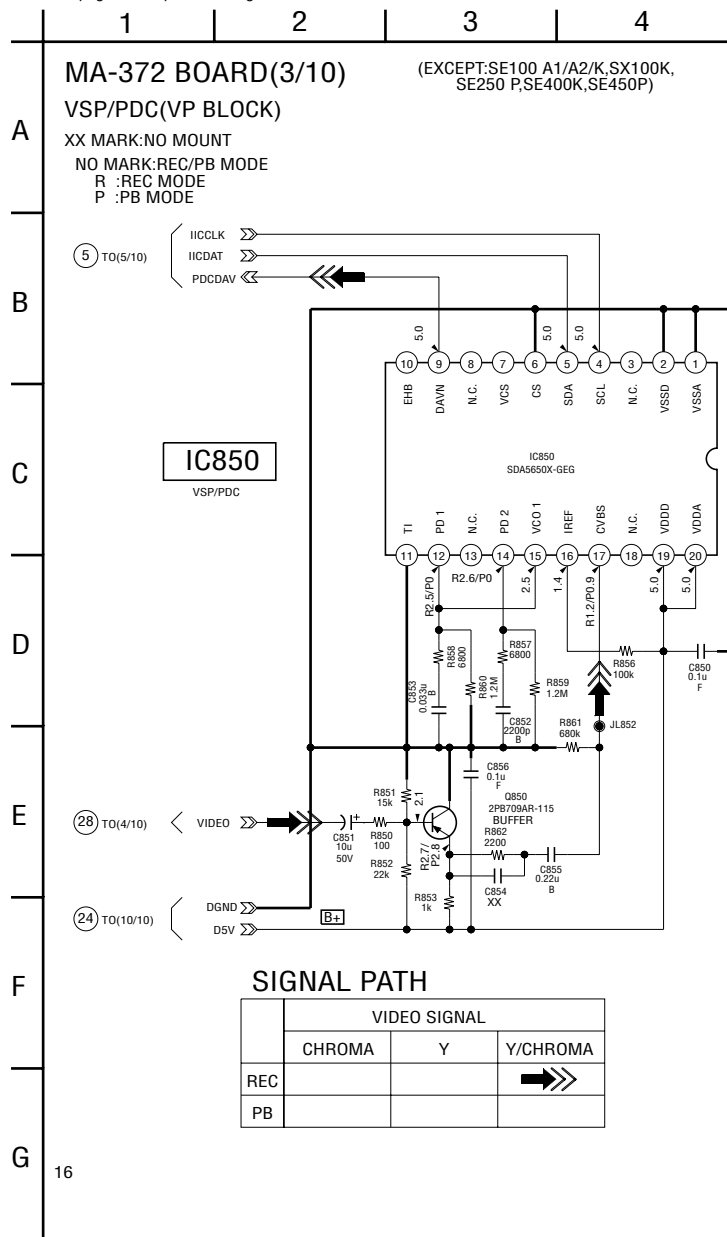 1 2 3 4
MA-372 BOARD(3/10)
(EXCEPT:SE100 A1/A2/K,SX100K,
SE250 P,SE400K,SE450P)
VSP/PDC(VP BLOCK)
XX MARK:NO MOUNT
NO MARK:REC/PB MODE
R :REC MODE
P :PB MODE
A
B
C
D
E
F
G
5 TO(5/10)
IICCLK
IICDAT
PDCDAV
5.0 5.0 5.0
10 9 8 7 6 5 4 3 2 1
EHB DAVN N.C. VCS CS SDA SCL N.C. VSSD VSSA
IC850
VSP/PDC
IC850
SDA5650X-GEG
TI PD 1 N.C. PD 2 VCO 1 IREF CVBS N.C. VDDD VDDA
11 12 13 14 15 16 17 18 19 20
R2.5/P0 R2.6/P0 2.5 1.4 R1.2/P0.9 5.0 5.0
R858
6800
R857
6800
R856
100k
C850
0.1u
F
C853
0.033u
B
R860
1.2M
C852
2200p
B
R859
1.2M
JL852
R861
680k
C856
0.1u
F
R851
15k
2.1
Q850
2PB709AR-115
BUFFER
28 TO(4/10)
VIDEO
C851
10u
50V
R850
100
R862
2200
R852
22k
R2.7/
P2.8
C854
XX
C855
0.22u
B
R853
1k
24 TO(10/10)
DGND
D5V
B+
SIGNAL PATH
VIDEO SIGNAL
CHROMA Y Y/CHROMA
REC
PB
16